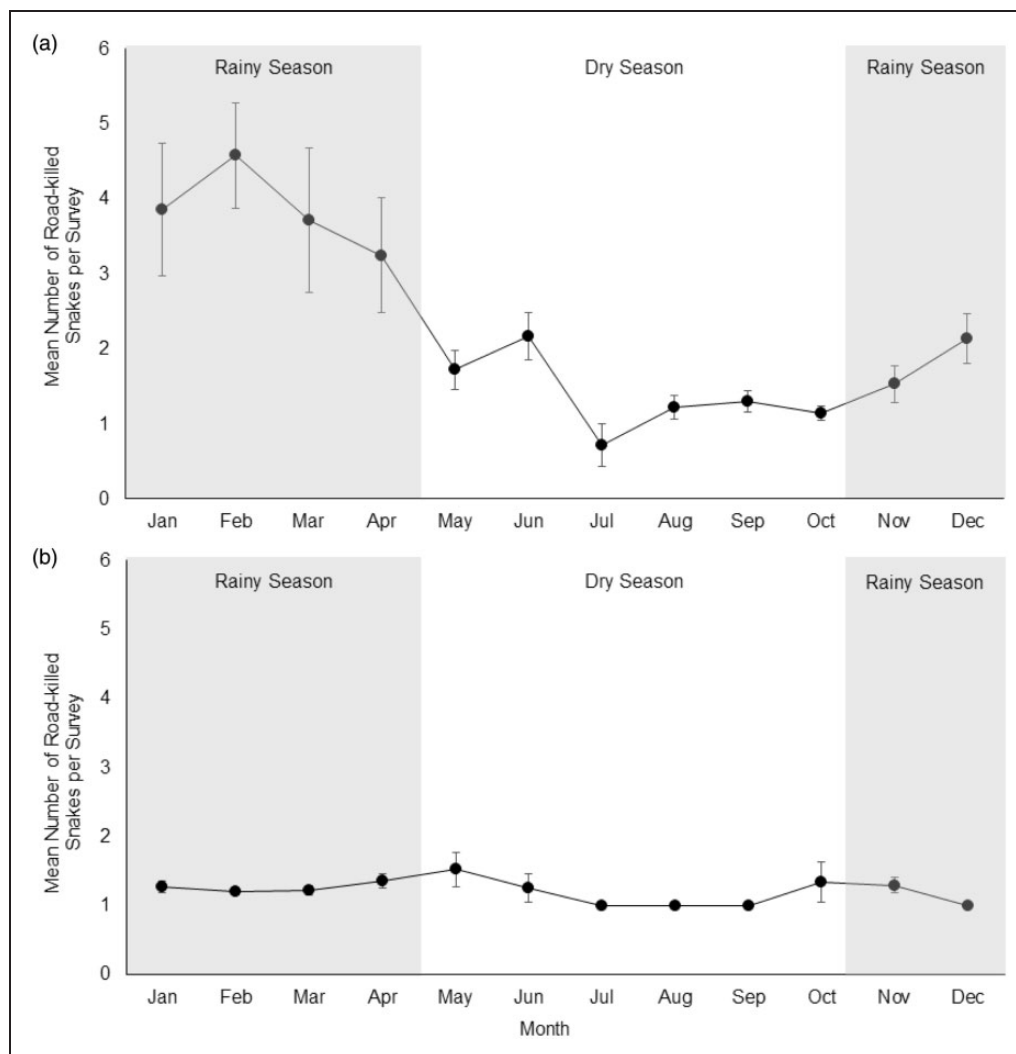 (a)
Rainy Season
Dry Season
Rainy Season
Mean Number of Road-killed
Snakes per Survey
6
5
4
3
2
1
0
Jan Feb Mar Apr May Jun Jul Aug Sep Oct Nov Dec
(b)
Rainy Season
Dry Season
Rainy Season
Mean Number of Road-killed
Snakes per Survey
6
5
4
3
2
1
0
Jan Feb Mar Apr May Jun Jul Aug Sep Oct Nov Dec
Month